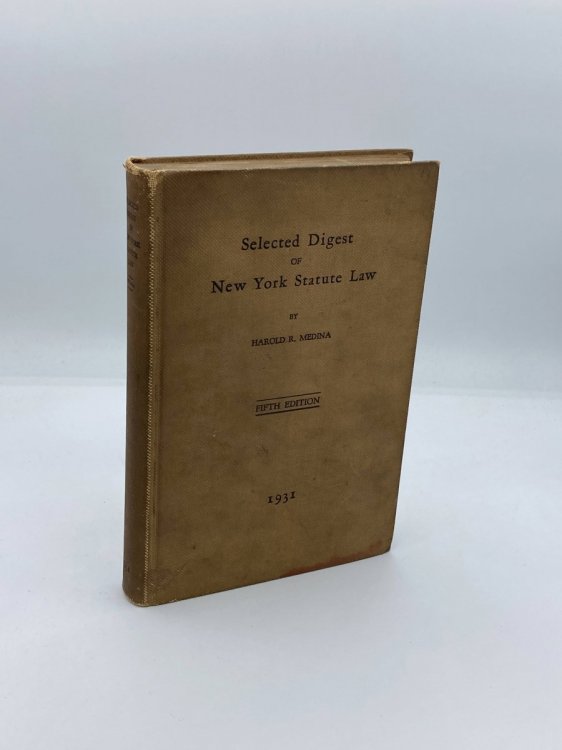 Selected Digest
OF
New York Statute Law
BY
HAROLD R. MEDINA
FIFTH EDITION
1931